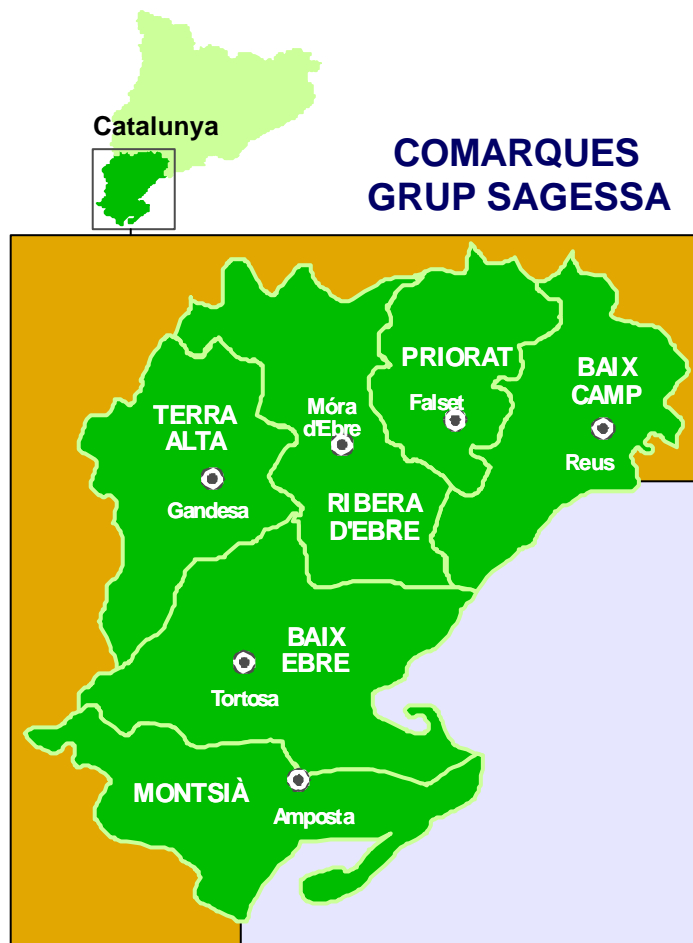 Catalunya
COMARQUES
GRUP SAGESSA
PRIORAT
BAIX
CAMP
Falset
Móra
d'Ebre
TERRA
ALTA
Reus
Gandesa
RIBERA
D'EBRE
BAIX
EBRE
Tortosa
MONTSIÀ
Amposta